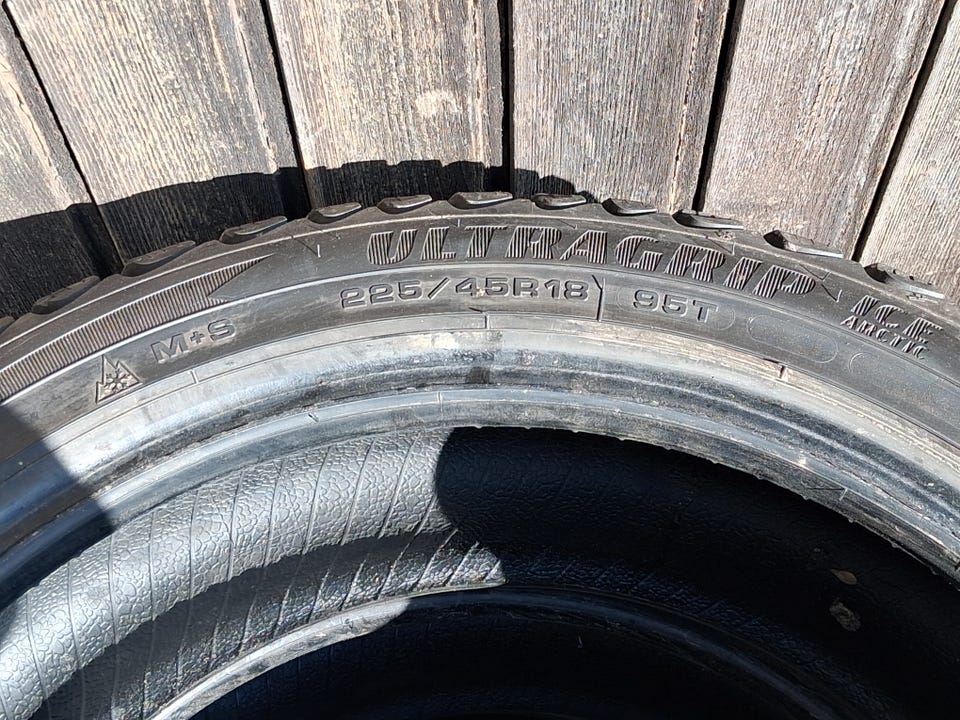 ULTRAGRIP ICE
ARCTIC
225/45R18 95T
M+S